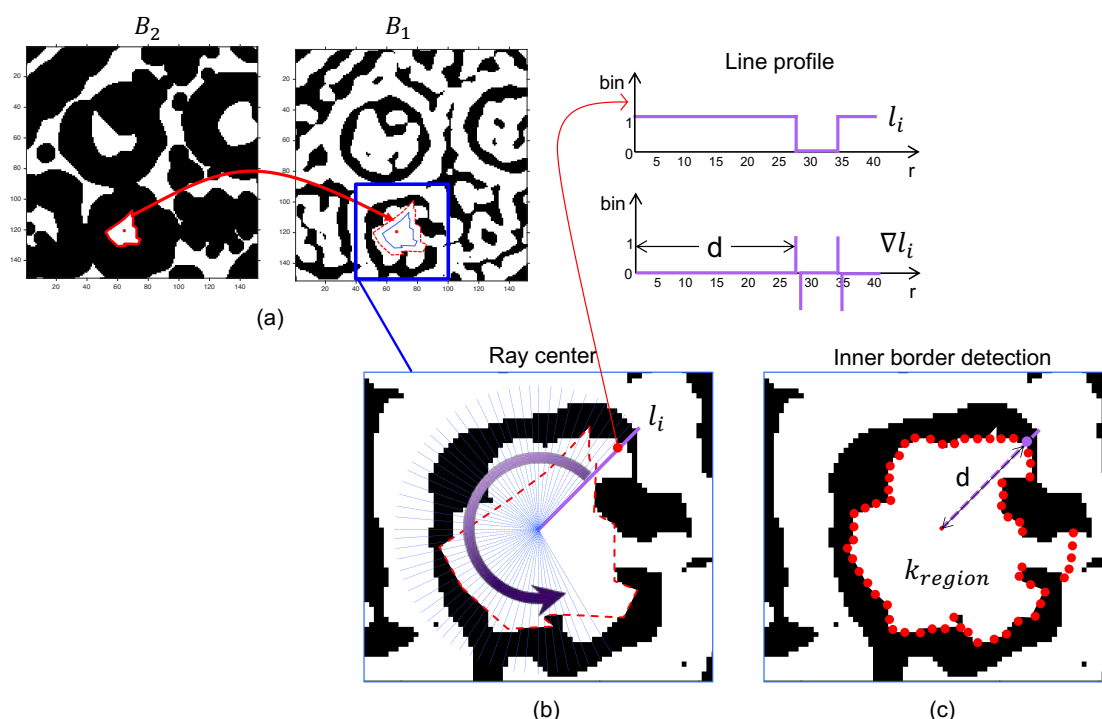 B₂
B₁
20
40
60
80
100
120
140
20 40 60 80 100 120 140
20
40
60
80
100
120
140
20 40 60 80 100 120 140
(a)
Line profile
bin
1
lᵢ
0
5 10 15 20 25 30 35 40
r
bin
1
d
∇lᵢ
0
5 10 15 20 25 30 35 40
r
Ray center
lᵢ
(b)
Inner border detection
d
k_region
(c)